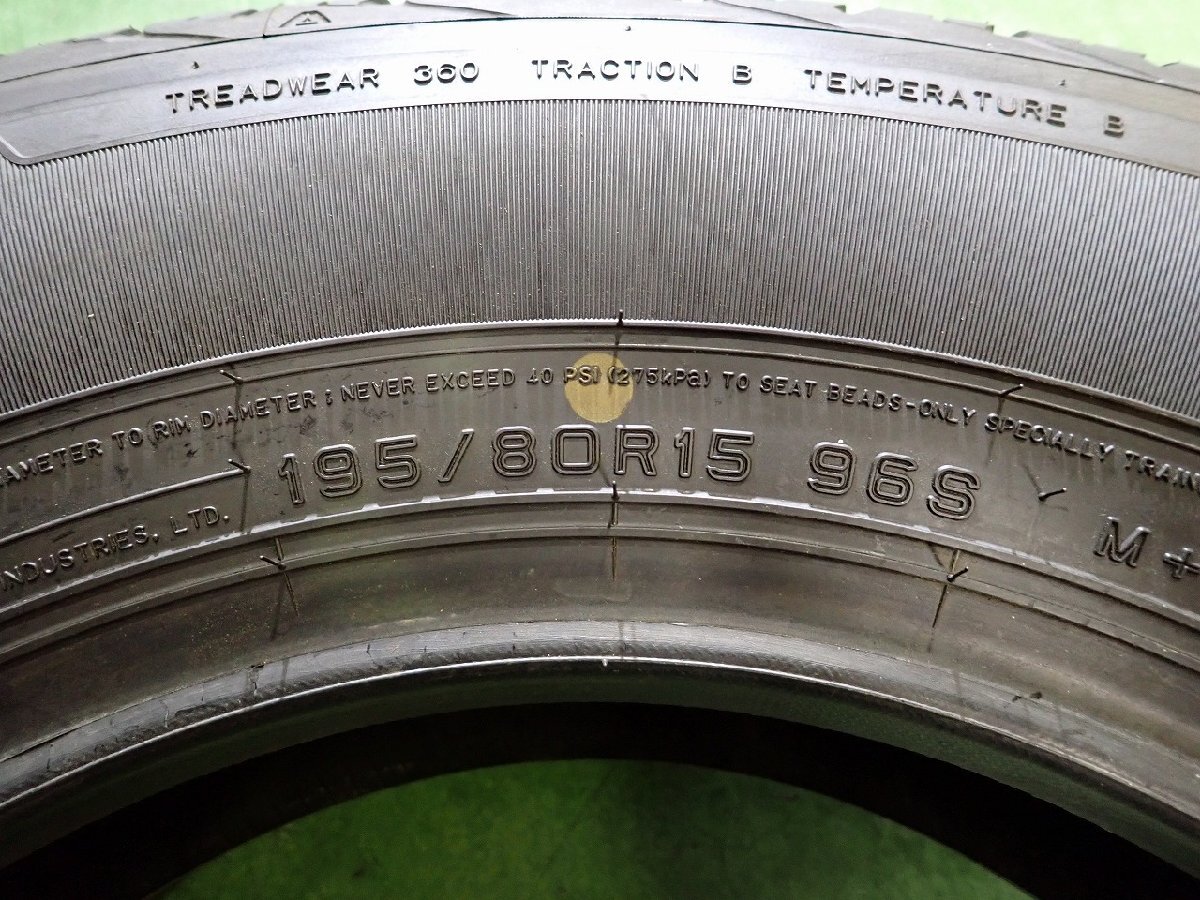 TREADWEAR 360 TRACTION B TEMPERATURE B
DIAMETER TO RIM DIAMETER; NEVER EXCEED 40 PSI (275kPa) TO SEAT BEADS-ONLY SPECIALLY
INDUSTRIES, LTD. 195/80R15 96S M+